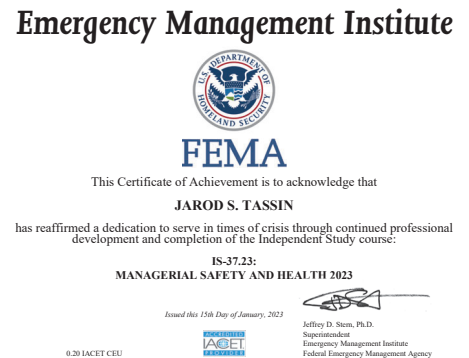 Emergency Management Institute
U.S. DEPARTMENT OF
HOMELAND SECURITY
FEMA
This Certificate of Achievement is to acknowledge that
JAROD S. TASSIN
has reaffirmed a dedication to serve in times of crisis through continued professional
development and completion of the Independent Study course:
IS-37.23:
MANAGERIAL SAFETY AND HEALTH 2023
Issued this 15th Day of January, 2023
Jeffrey D. Stern, Ph.D.
Superintendent
Emergency Management Institute
Federal Emergency Management Agency
ACCREDITED
IACET
PROVIDER
0.20 IACET CEU